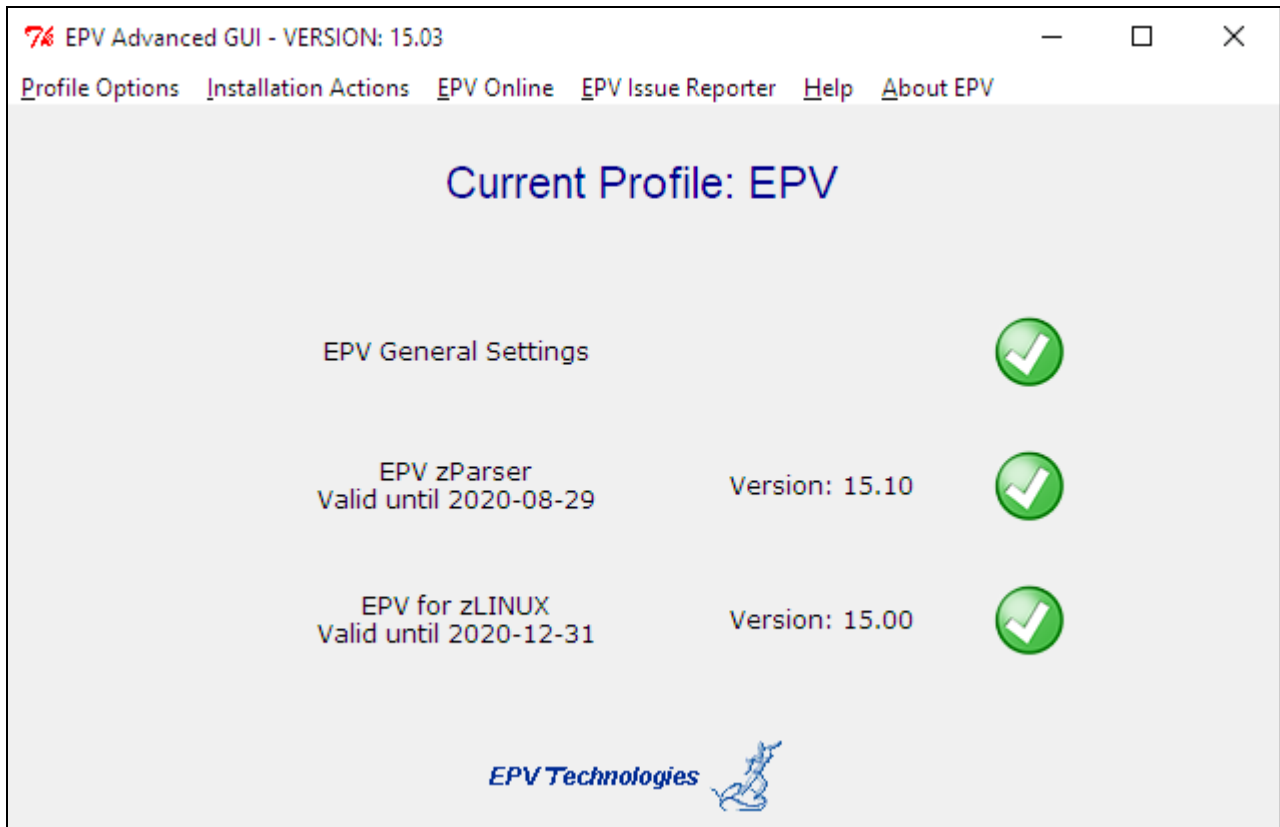 EPV Advanced GUI - VERSION: 15.03
Profile Options Installation Actions EPV Online EPV Issue Reporter Help About EPV
Current Profile: EPV
EPV General Settings
EPV zParser
Valid until 2020-08-29
Version: 15.10
EPV for zLINUX
Valid until 2020-12-31
Version: 15.00
EPV Technologies